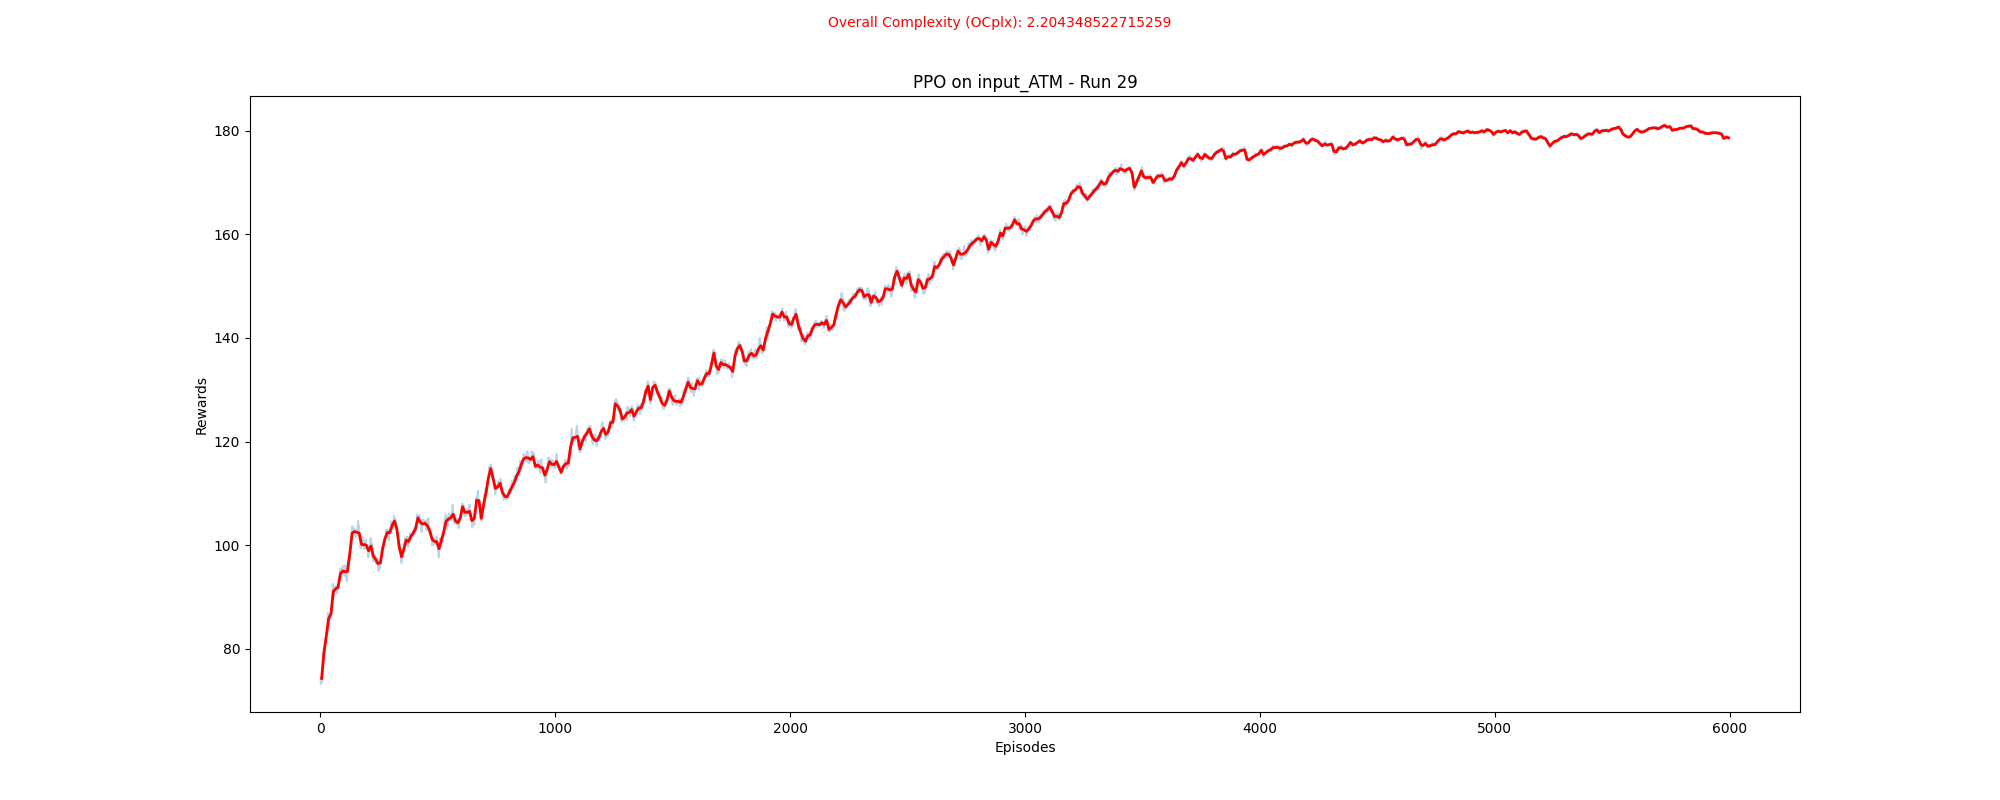 Overall Complexity (OCplx): 2.204348522715259
PPO on input_ATM - Run 29
180
160
140
120
100
80
Rewards
0 1000 2000 3000 4000 5000 6000
Episodes